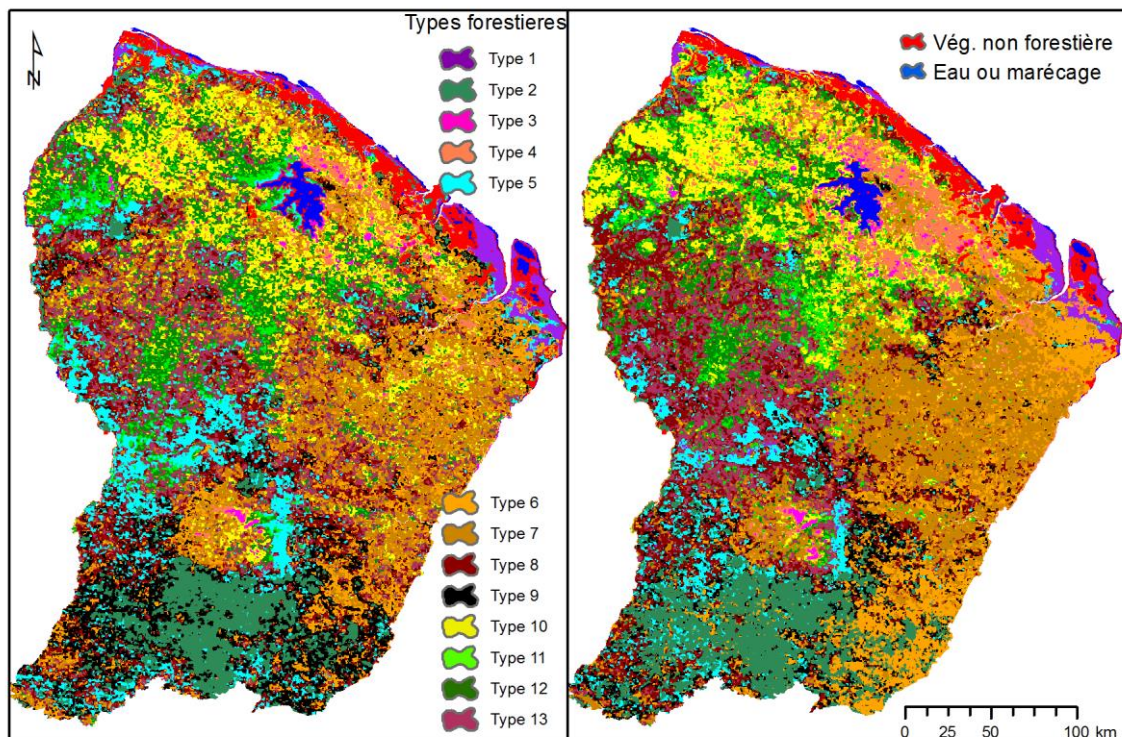 Types forestieres
Type 1
Type 2
Type 3
Type 4
Type 5
Type 6
Type 7
Type 8
Type 9
Type 10
Type 11
Type 12
Type 13
N
Vég. non forestière
Eau ou marécage
0 25 50 100 km